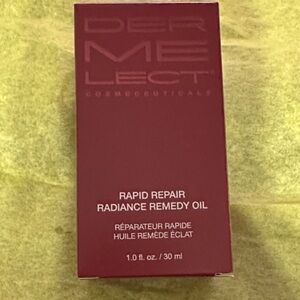 DER
ME
LECT
COSMECEUTICALS
RAPID REPAIR
RADIANCE REMEDY OIL
RÉPARATEUR RAPIDE
HUILE REMÈDE ÉCLAT
1.0 fl. oz. / 30 ml